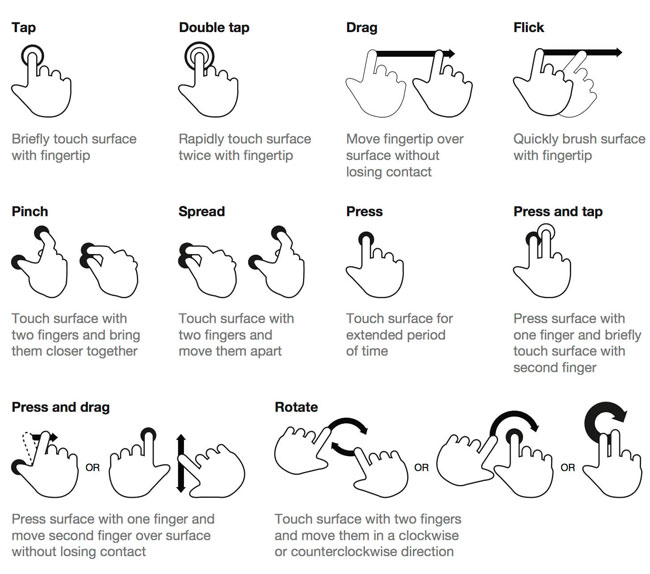 Tap
Briefly touch surface
with fingertip
Double tap
Rapidly touch surface
twice with fingertip
Drag
Move fingertip over
surface without
losing contact
Flick
Quickly brush surface
with fingertip
Pinch
Touch surface with
two fingers and bring
them closer together
Spread
Touch surface with
two fingers and
move them apart
Press
Touch surface for
extended period
of time
Press and tap
Press surface with
one finger and briefly
touch surface with
second finger
Press and drag
OR
Press surface with one finger and
move second finger over surface
without losing contact
Rotate
OR
OR
Touch surface with two fingers
and move them in a clockwise
or counterclockwise direction